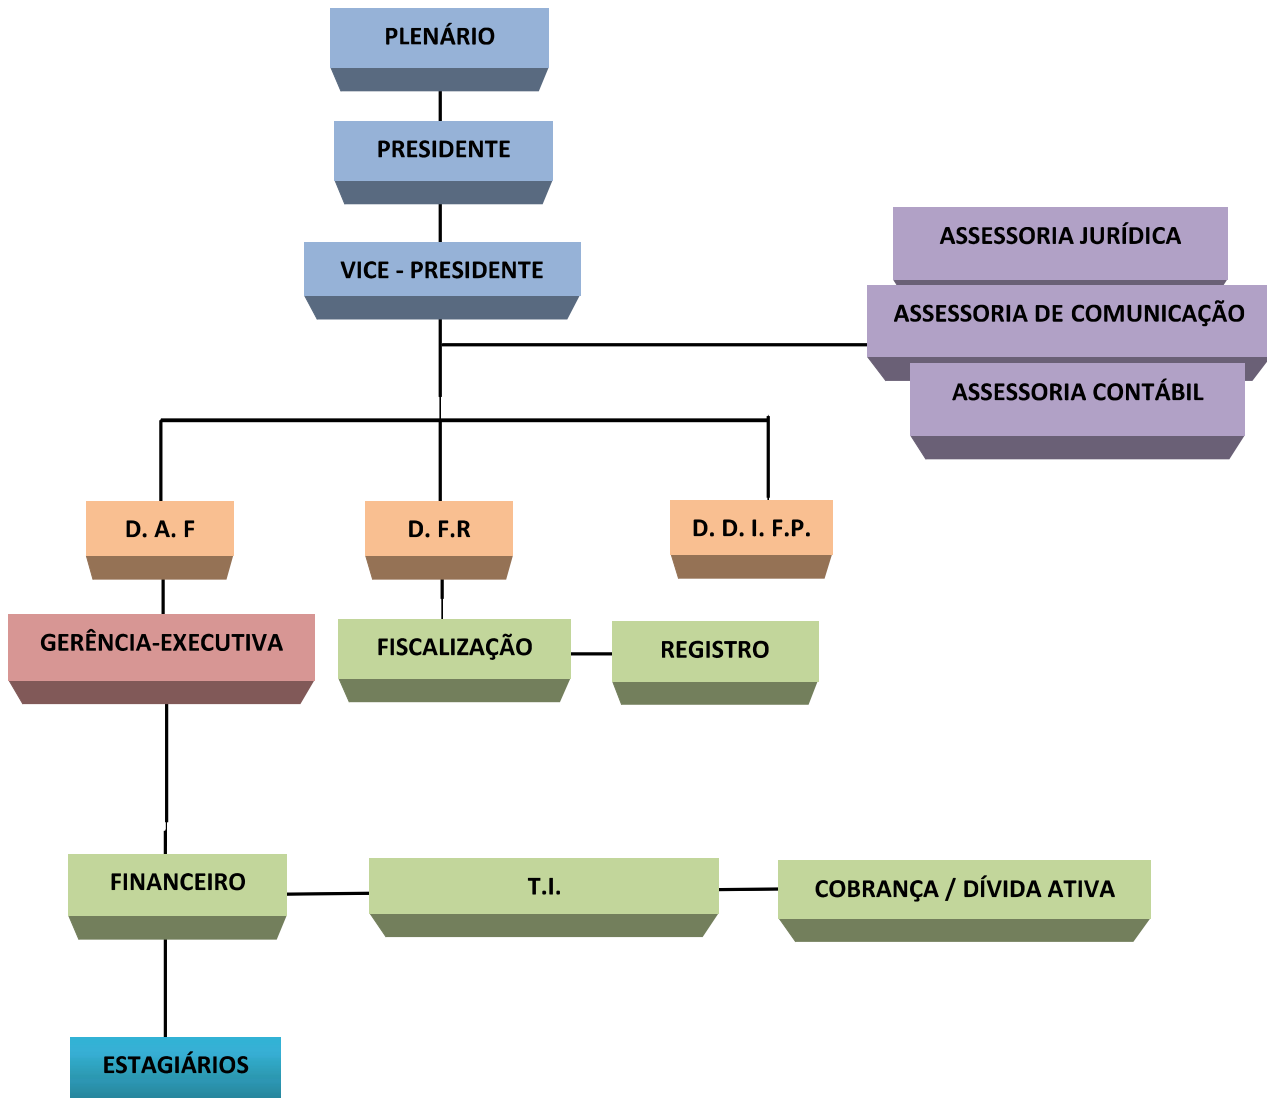 PLENÁRIO
PRESIDENTE
VICE - PRESIDENTE
ASSESSORIA JURÍDICA
ASSESSORIA DE COMUNICAÇÃO
ASSESSORIA CONTÁBIL
D. A. F
D. F.R
D. D. I. F.P.
GERÊNCIA-EXECUTIVA
FISCALIZAÇÃO
REGISTRO
FINANCEIRO
T.I.
COBRANÇA / DÍVIDA ATIVA
ESTAGIÁRIOS